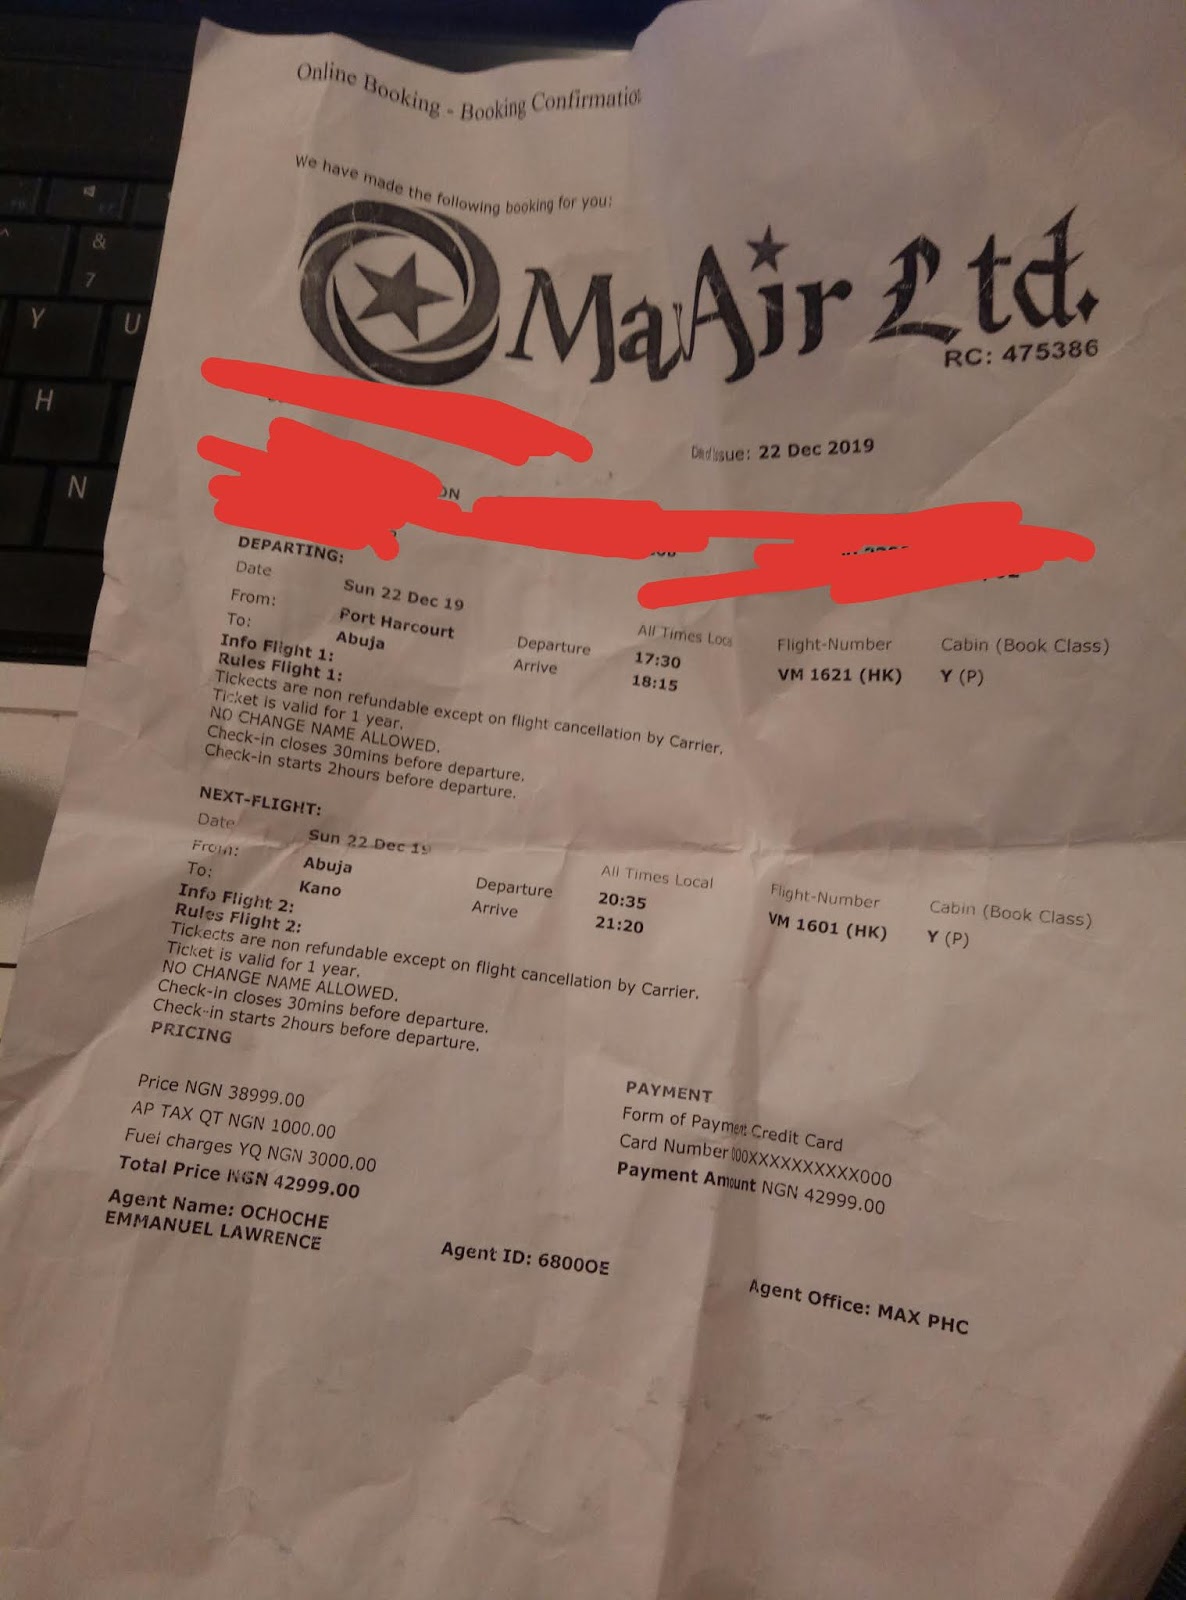 Online Booking - Booking Confirmation
We have made the following booking for you:
MaxAir Ltd.
RC: 475386
Issue: 22 Dec 2019
ON
DEPARTING:
Date Sun 22 Dec 19
From: Port Harcourt Departure All Times Loca Flight-Number Cabin (Book Class)
To: Abuja Arrive 17:30 VM 1621 (HK) Y (P)
18:15
Info Flight 1:
Rules Flight 1:
Tickects are non refundable except on flight cancellation by Carrier.
Ticket is valid for 1 year.
NO CHANGE NAME ALLOWED.
Check-in closes 30mins before departure.
Check-in starts 2hours before departure.
NEXT-FLIGHT:
Date Sun 22 Dec 19
From: Abuja Departure All Times Local Flight-Number Cabin (Book Class)
To: Kano Arrive 20:35 VM 1601 (HK) Y (P)
21:20
Info Flight 2:
Rules Flight 2:
Tickects are non refundable except on flight cancellation by Carrier.
Ticket is valid for 1 year.
NO CHANGE NAME ALLOWED.
Check-in closes 30mins before departure.
Check-in starts 2hours before departure.
PRICING
Price NGN 38999.00
AP TAX QT NGN 1000.00
Fuel charges YQ NGN 3000.00
Total Price NGN 42999.00
PAYMENT
Form of Payment Credit Card
Card Number 000XXXXXXXXXX000
Payment Amount NGN 42999.00
Agent Name: OCHOCHE
EMMANUEL LAWRENCE
Agent ID: 6800OE
Agent Office: MAX PHC
&
7
Y
U
H
N